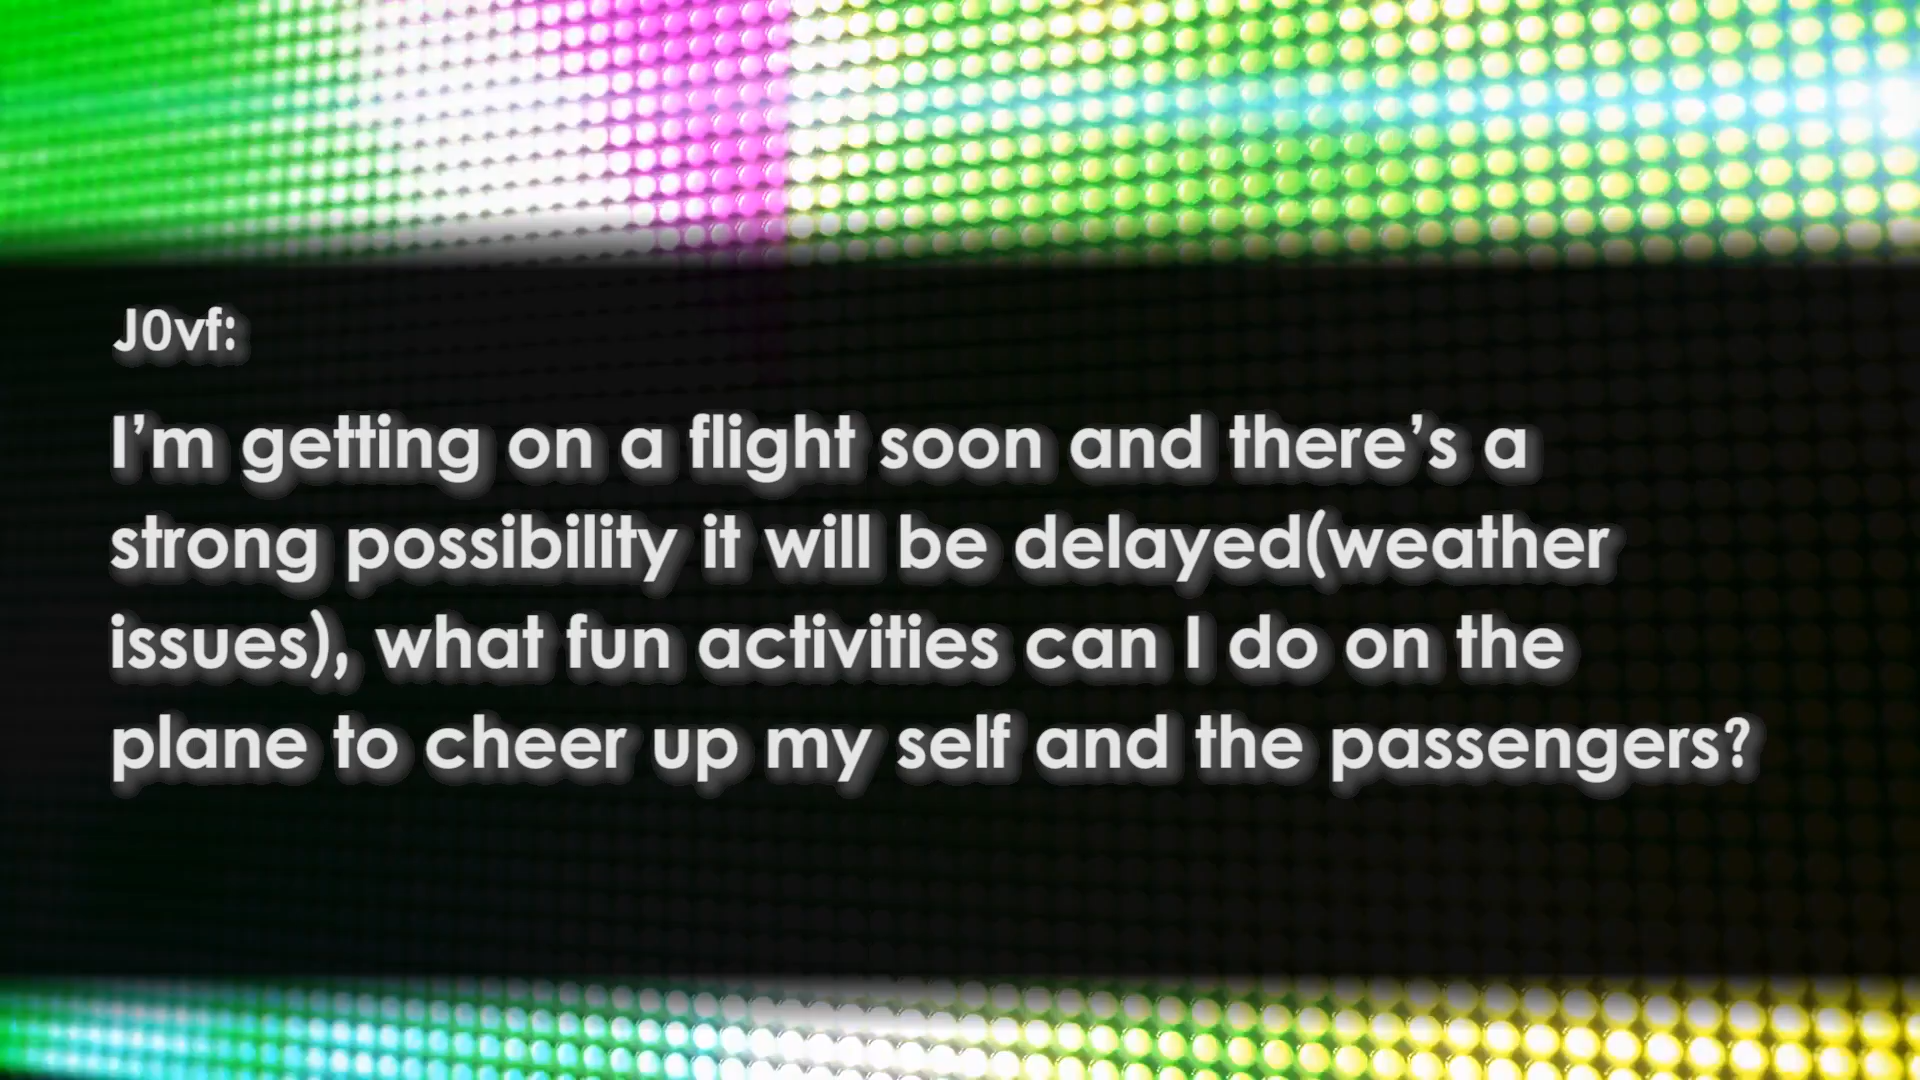 J0vf:
I’m getting on a flight soon and there’s a
strong possibility it will be delayed(weather
issues), what fun activities can I do on the
plane to cheer up my self and the passengers?